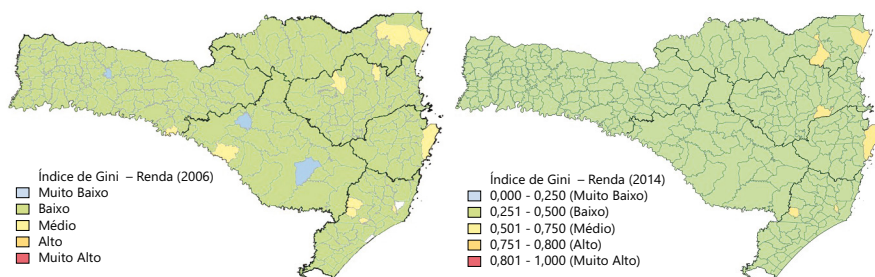 Índice de Gini – Renda (2006)
Muito Baixo
Baixo
Médio
Alto
Muito Alto
Índice de Gini – Renda (2014)
0,000 - 0,250 (Muito Baixo)
0,251 - 0,500 (Baixo)
0,501 - 0,750 (Médio)
0,751 - 0,800 (Alto)
0,801 - 1,000 (Muito Alto)